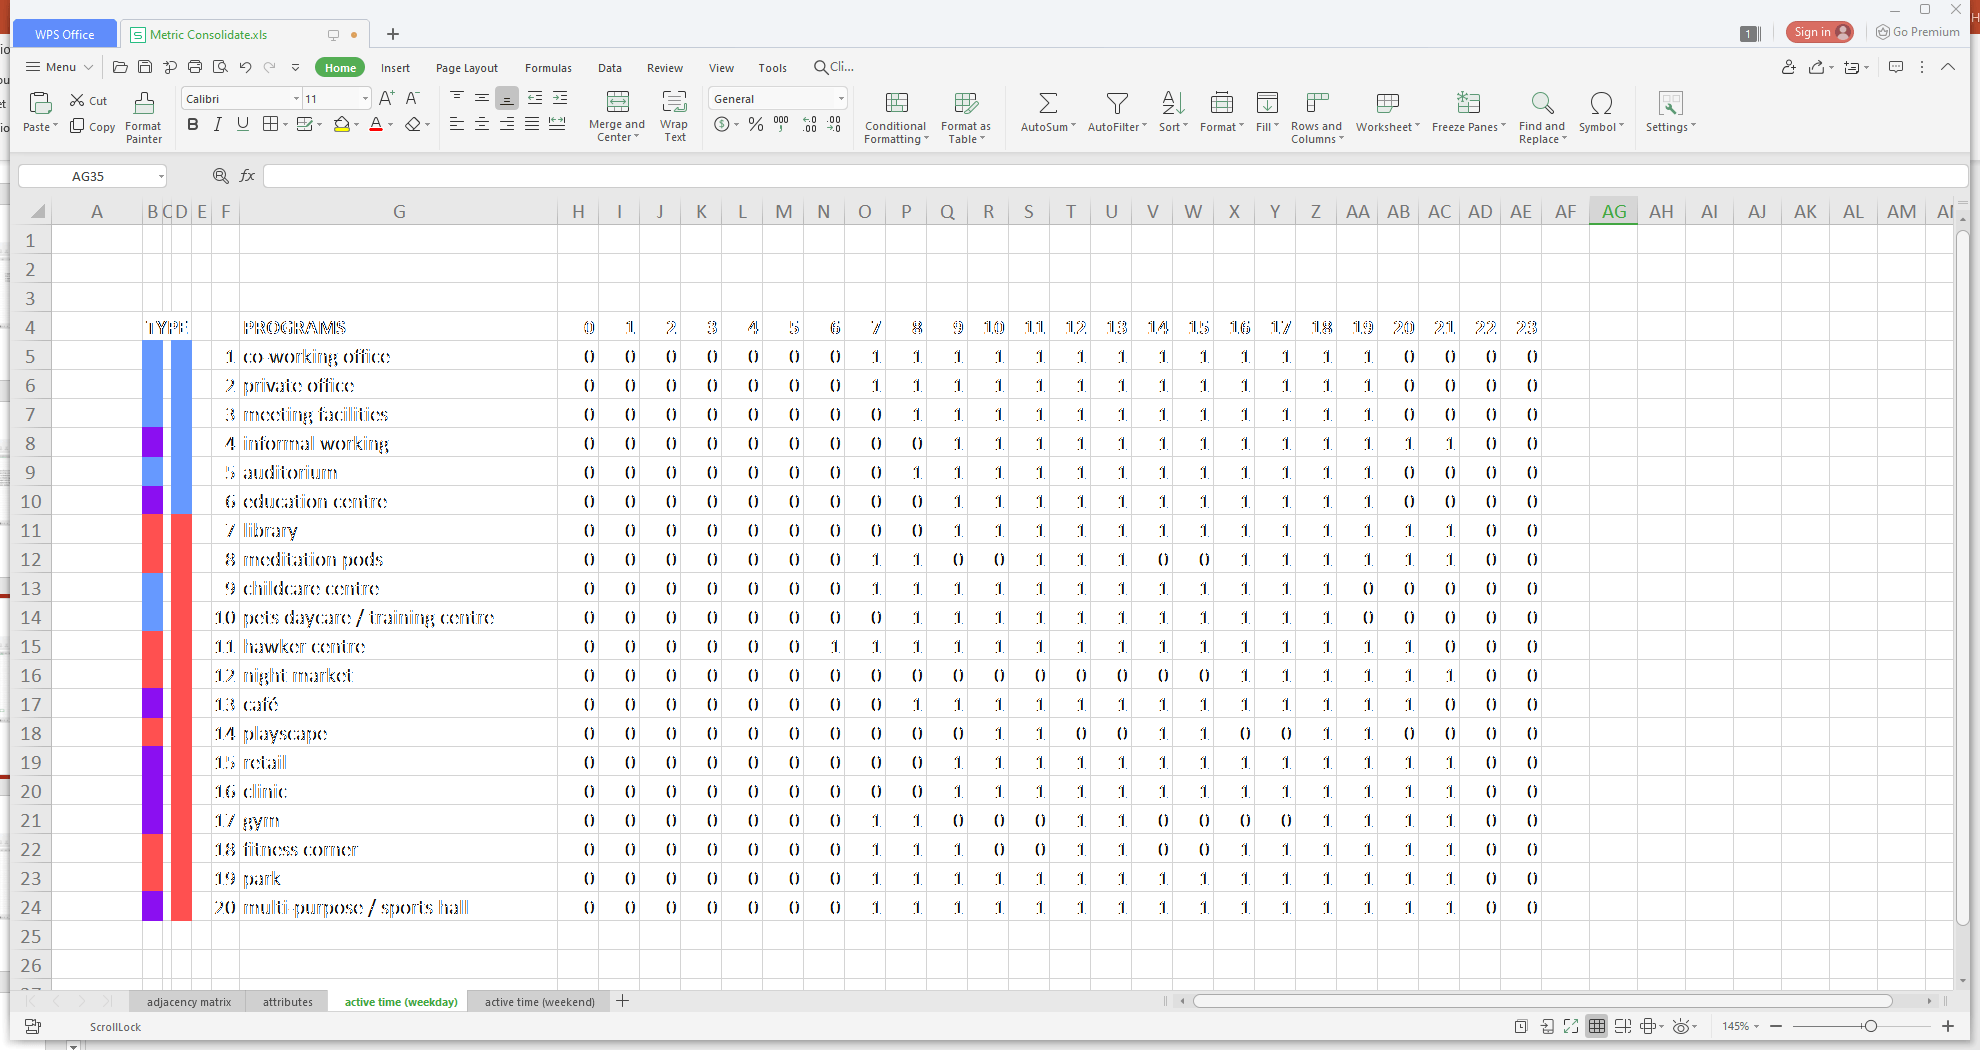 WPS Office Metric Consolidate.xls 1 Sign in Go Premium
Menu Home Insert Page Layout Formulas Data Review View Tools Cli...
Paste Cut Copy Format Painter Calibri 11 B I U A Merge and Center Wrap Text General Conditional Formatting Format as Table AutoSum AutoFilter Sort Format Fill Rows and Columns Worksheet Freeze Panes Find and Replace Symbol Settings
AG35 fx
A B C D E F G H I J K L M N O P Q R S T U V W X Y Z AA AB AC AD AE AF AG AH AI AJ AK AL AM
1
2
3
4 TYPE PROGRAMS 0 1 2 3 4 5 6 7 8 9 10 11 12 13 14 15 16 17 18 19 20 21 22 23
5 1 co-working office 0 0 0 0 0 0 0 1 1 1 1 1 1 1 1 1 1 1 1 1 0 0 0 0
6 2 private office 0 0 0 0 0 0 0 1 1 1 1 1 1 1 1 1 1 1 1 1 0 0 0 0
7 3 meeting facilities 0 0 0 0 0 0 0 0 1 1 1 1 1 1 1 1 1 1 1 1 0 0 0 0
8 4 informal working 0 0 0 0 0 0 0 0 0 1 1 1 1 1 1 1 1 1 1 1 1 1 0 0
9 5 auditorium 0 0 0 0 0 0 0 0 1 1 1 1 1 1 1 1 1 1 1 1 0 0 0 0
10 6 education centre 0 0 0 0 0 0 0 0 0 1 1 1 1 1 1 1 1 1 1 1 0 0 0 0
11 7 library 0 0 0 0 0 0 0 0 0 1 1 1 1 1 1 1 1 1 1 1 1 1 0 0
12 8 meditation pods 0 0 0 0 0 0 0 1 1 0 0 1 1 1 0 0 1 1 1 1 1 1 0 0
13 9 childcare centre 0 0 0 0 0 0 0 1 1 1 1 1 1 1 1 1 1 1 1 0 0 0 0 0
14 10 pets daycare / training centre 0 0 0 0 0 0 0 0 1 1 1 1 1 1 1 1 1 1 1 0 0 0 0 0
15 11 hawker centre 0 0 0 0 0 0 1 1 1 1 1 1 1 1 1 1 1 1 1 1 1 0 0 0
16 12 night market 0 0 0 0 0 0 0 0 0 0 0 0 0 0 0 0 1 1 1 1 1 1 0 0
17 13 café 0 0 0 0 0 0 0 0 1 1 1 1 1 1 1 1 1 1 1 1 1 0 0 0
18 14 playscape 0 0 0 0 0 0 0 0 0 0 1 1 0 0 1 1 0 0 1 1 0 0 0 0
19 15 retail 0 0 0 0 0 0 0 0 0 1 1 1 1 1 1 1 1 1 1 1 1 1 0 0
20 16 clinic 0 0 0 0 0 0 0 0 0 1 1 1 1 1 1 1 1 1 1 1 1 1 0 0
21 17 gym 0 0 0 0 0 0 0 1 1 0 0 0 1 1 0 0 0 0 1 1 1 1 0 0
22 18 fitness corner 0 0 0 0 0 0 0 1 1 1 0 0 1 1 0 0 1 1 1 1 1 1 0 0
23 19 park 0 0 0 0 0 0 0 1 1 1 1 1 1 1 1 1 1 1 1 1 1 1 0 0
24 20 multi-purpose / sports hall 0 0 0 0 0 0 0 1 1 1 1 1 1 1 1 1 1 1 1 1 1 1 0 0
25
26
adjacency matrix attributes active time (weekday) active time (weekend)
ScrollLock 145%